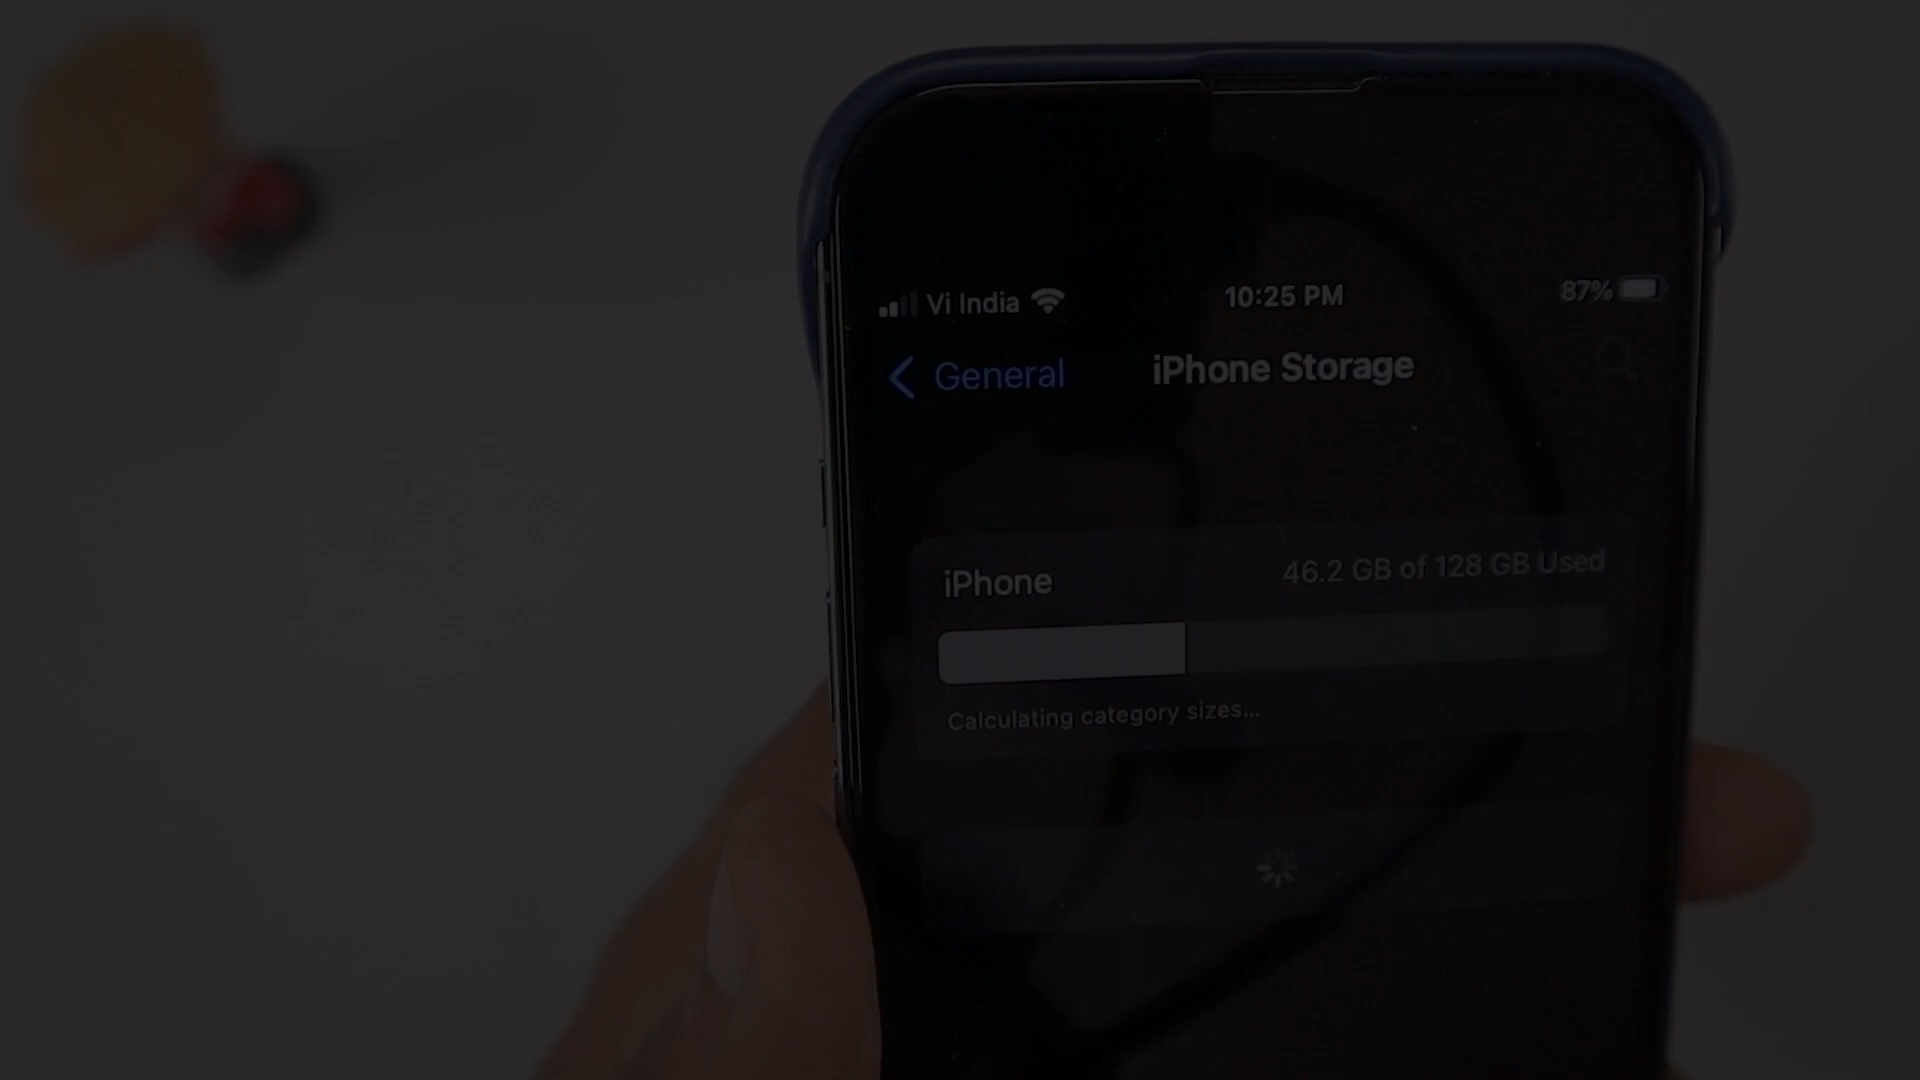 Vi India 10:25 PM 87%
General iPhone Storage
iPhone 46.2 GB of 128 GB Used
Calculating category sizes...